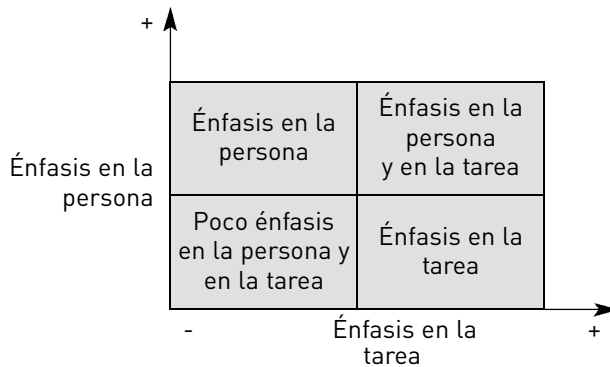 +
Énfasis en la
persona
Énfasis en la
persona
y en la tarea
Énfasis en la
persona
Poco énfasis
en la persona y
en la tarea
Énfasis en la
tarea
-
Énfasis en la
tarea
+